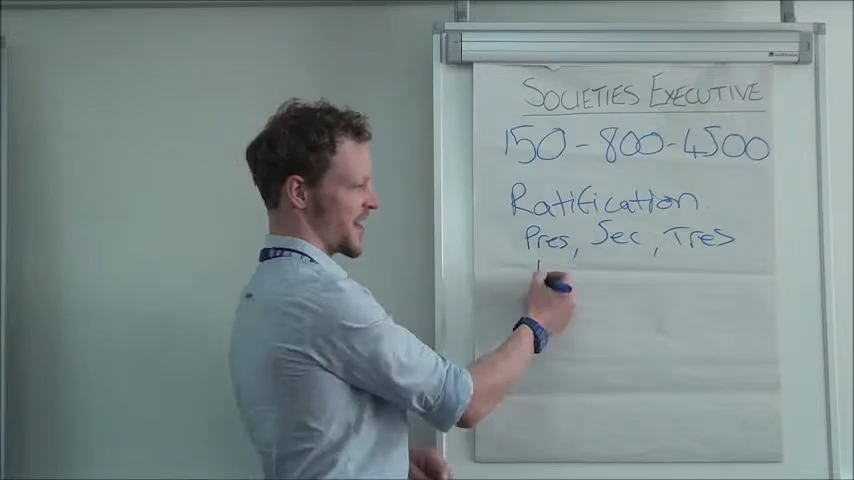 SOCIETIES EXECUTIVE
150 - 800 - 4500
Ratification
Pres, Sec, Tres